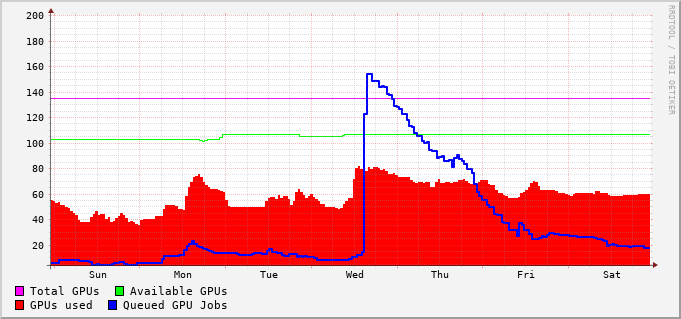 200
180
160
140
120
100
80
60
40
20
Sun Mon Tue Wed Thu Fri Sat
Total GPUs Available GPUs
GPUs used Queued GPU Jobs
RRDTOOL / TOBI OETIKER